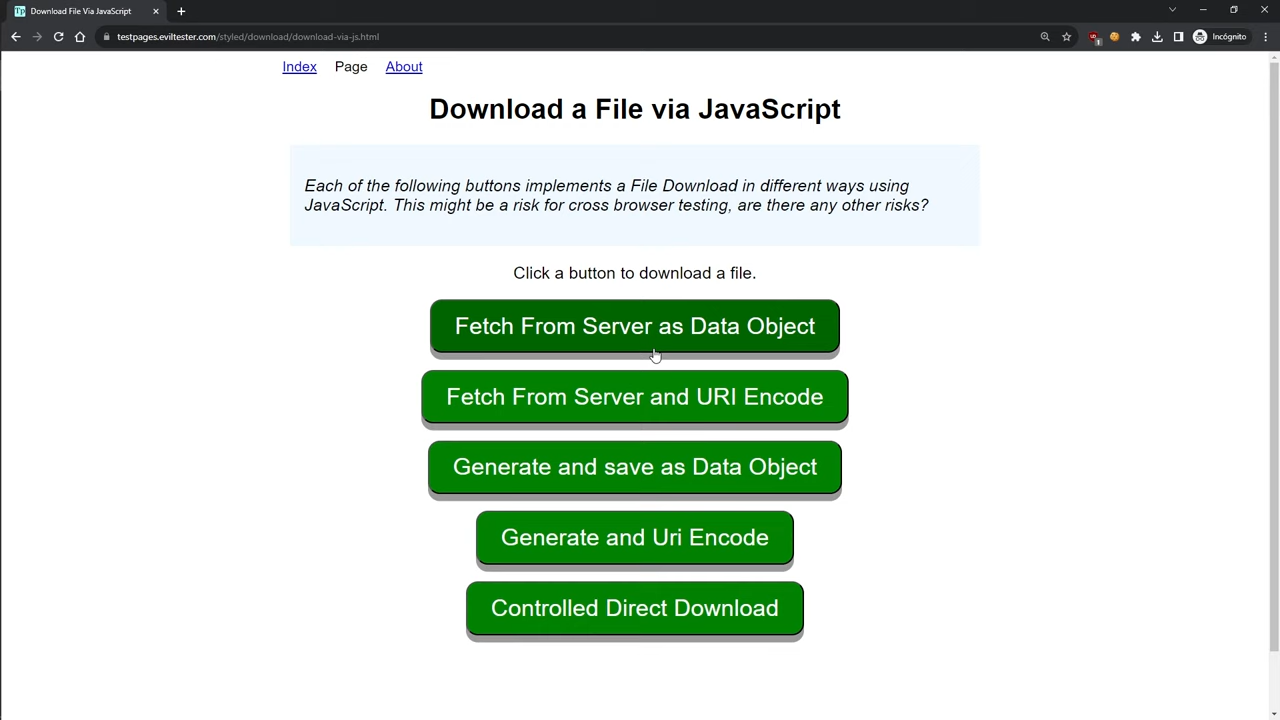 Download File Via JavaScript
testpages.eviltester.com/styled/download/download-via-js.html
Incógnito
Index Page About
Download a File via JavaScript
Each of the following buttons implements a File Download in different ways using
JavaScript. This might be a risk for cross browser testing, are there any other risks?
Click a button to download a file.
Fetch From Server as Data Object
Fetch From Server and URI Encode
Generate and save as Data Object
Generate and Uri Encode
Controlled Direct Download